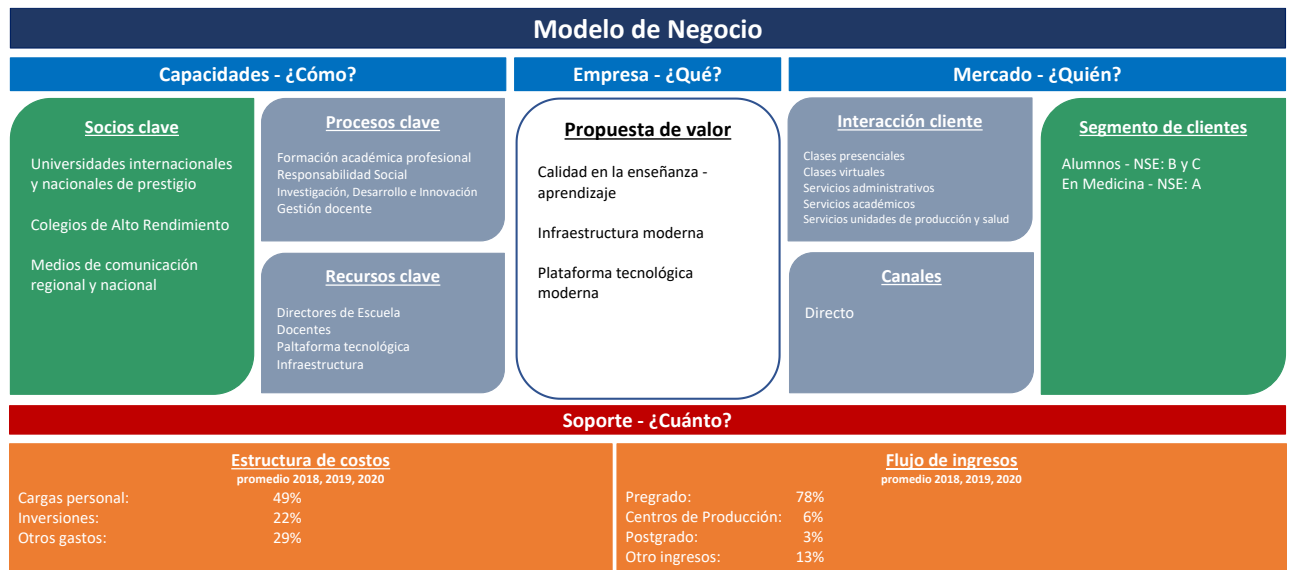 Modelo de Negocio
Capacidades - ¿Cómo?
Empresa - ¿Qué?
Mercado - ¿Quién?
Socios clave
Universidades internacionales
y nacionales de prestigio
Colegios de Alto Rendimiento
Medios de comunicación
regional y nacional
Procesos clave
Formación académica profesional
Responsabilidad Social
Investigación, Desarrollo e Innovación
Gestión docente
Recursos clave
Directores de Escuela
Docentes
Paltaforma tecnológica
Infraestructura
Propuesta de valor
Calidad en la enseñanza -
aprendizaje
Infraestructura moderna
Plataforma tecnológica
moderna
Interacción cliente
Clases presenciales
Clases virtuales
Servicios administrativos
Servicios académicos
Servicios unidades de producción y salud
Canales
Directo
Segmento de clientes
Alumnos - NSE: B y C
En Medicina - NSE: A
Soporte - ¿Cuánto?
Estructura de costos
promedio 2018, 2019, 2020
Cargas personal: 49%
Inversiones: 22%
Otros gastos: 29%
Flujo de ingresos
promedio 2018, 2019, 2020
Pregrado: 78%
Centros de Producción: 6%
Postgrado: 3%
Otro ingresos: 13%